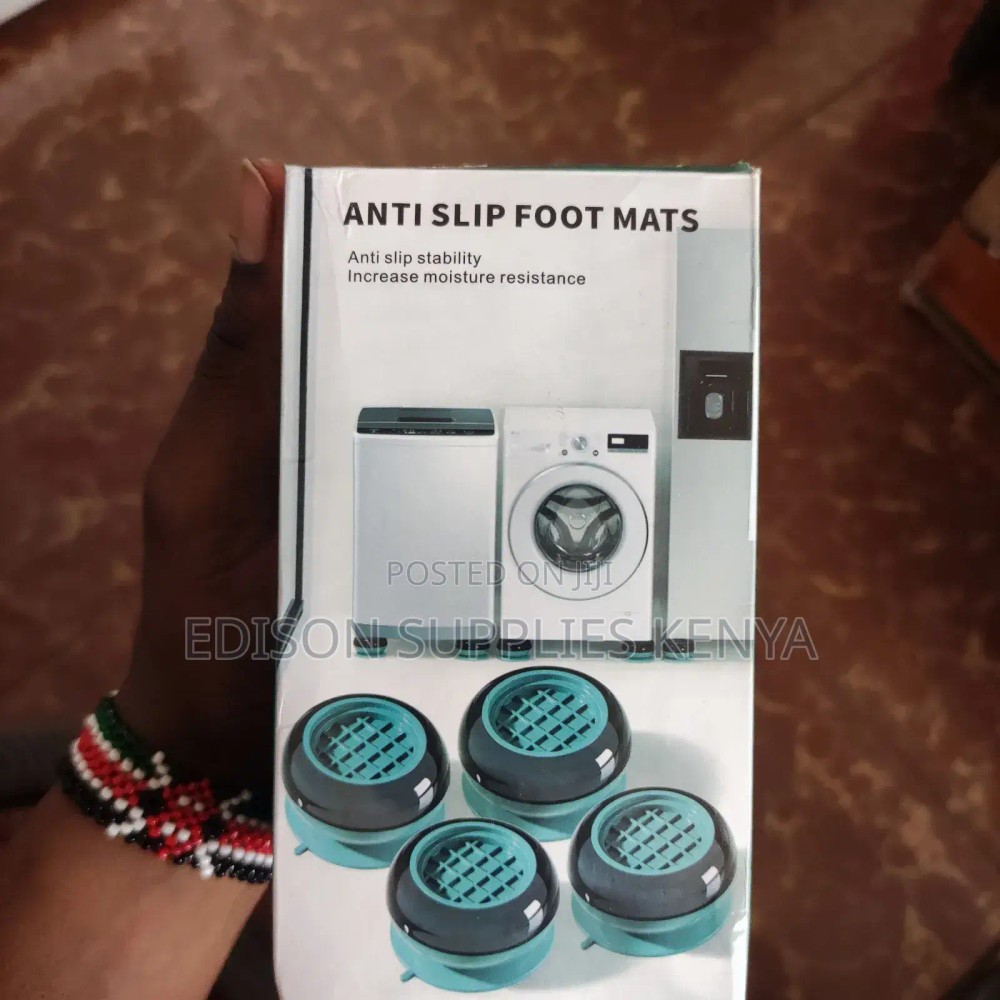 ANTI SLIP FOOT MATS
Anti slip stability
Increase moisture resistance
POSTED ON JIJI
EDISON SUPPLIES KENYA